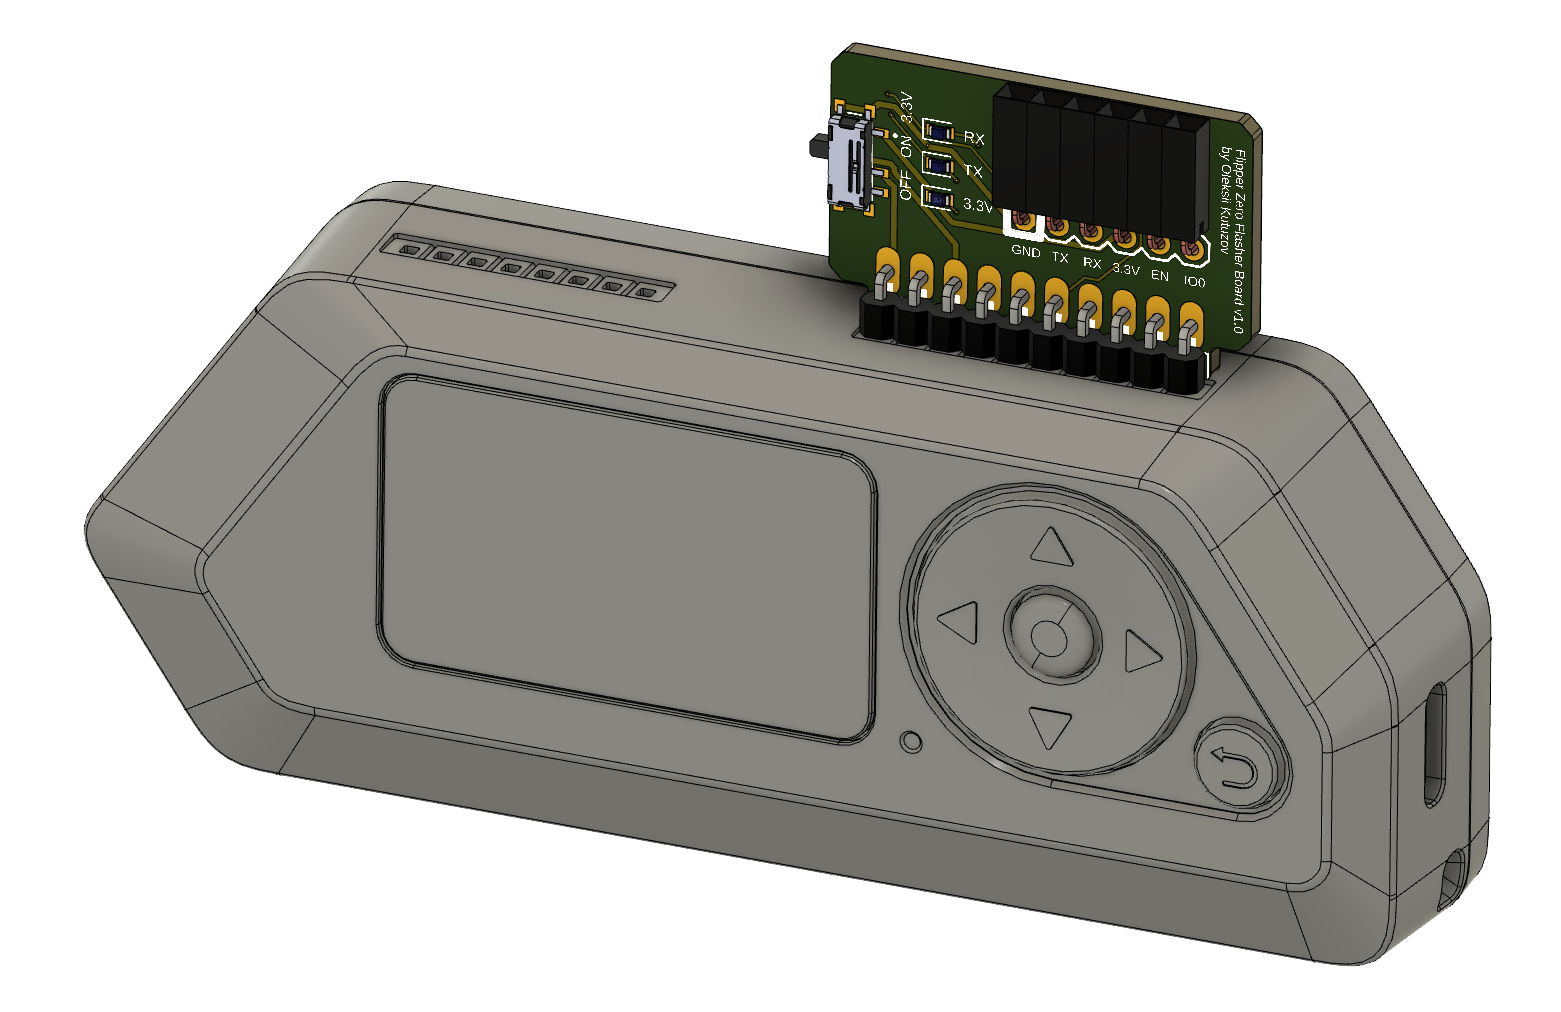 3.3V
ON
OFF
RX
TX
3.3V
GND TX RX 3.3V EN IO0
Flipper Zero Flasher Board v1.0
by Oleksii Kutuzov